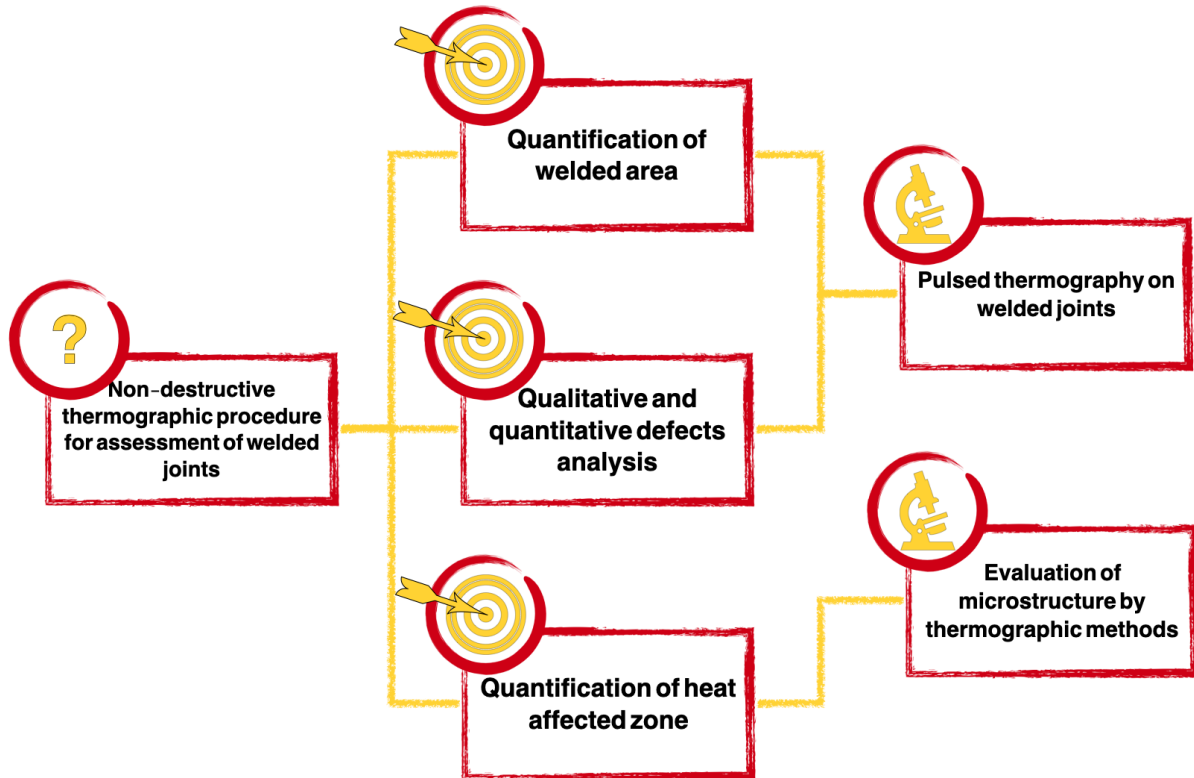 Quantification of
welded area
Pulsed thermography on
welded joints
?
Non-destructive
thermographic procedure
for assessment of welded
joints
Qualitative and
quantitative defects
analysis
Evaluation of
microstructure by
thermographic methods
Quantification of heat
affected zone